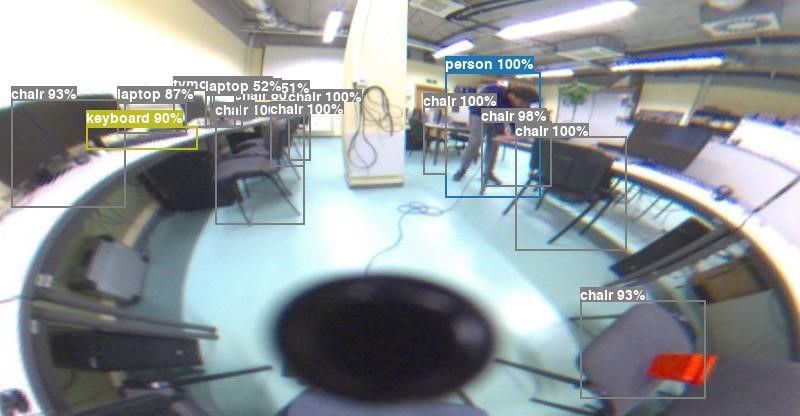 person 100%
chair 93%
laptop 87%
laptop 52%
51%
chair 100%
keyboard 90%
chair 100%
chair 100%
chair 98%
chair 100%
chair 93%